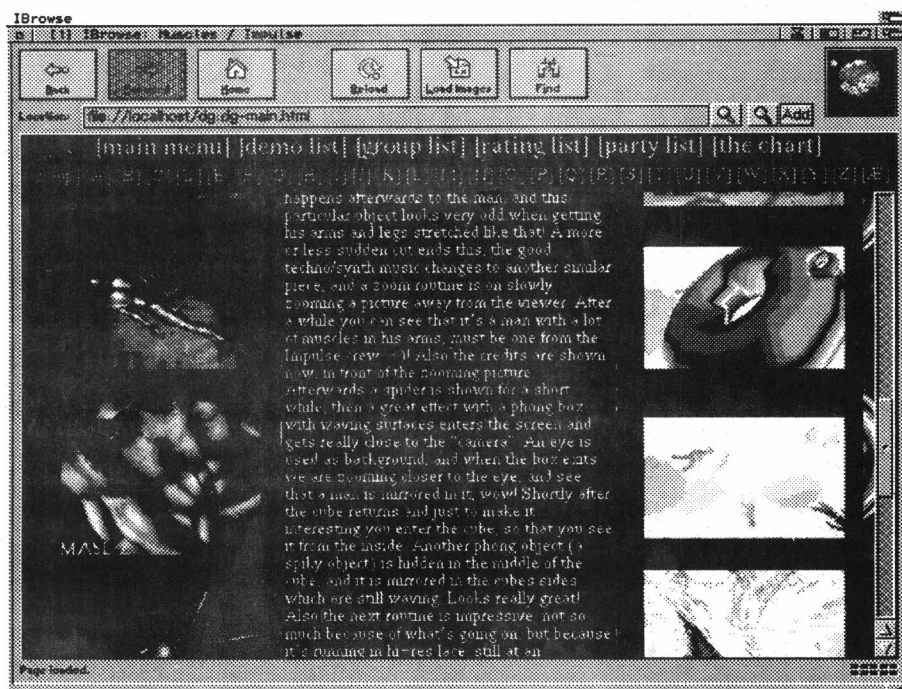 IBrowse
[1] IBrowse: Muscles / Impulse
Back Forward Home Reload Load Images Find
Location: file://localhost/dg:dg-main.html Add
[main menu] [demo list] [group list] [rating list] [party list] [the chart]
[K] [L] [P] [Q] [R] [S] [T] [U] [V] [W] [X] [Y] [Z] [Æ]
happens afterwards to the man, and this
particular object looks very odd when getting
his arms and legs stretched like that! A more
or less sudden cut ends this, the good
techno/synth music changes to another similar
piece, and a zoom routine is on slowly
zooming a picture away from the viewer. After
a while you can see that it's a man with a lot
of muscles in his arms, must be one from the
Impulse crew =)! Also the credits are shown
now, in front of the zooming picture.
Afterwards a spider is shown for a short
while, then a great effect with a phong box
with waving surfaces enters the screen and
gets really close to the "camera". An eye is
used as background, and when the box exits
we are zooming closer to the eye, and see
that a man is mirrored in it, wow! Shortly after
the cube returns and just to make it
interesting you enter the cube, so that you see
it from the inside. Another phong object (a
spiky object) is hidden in the middle of the
cube, and it is mirrored in the cubes sides
which are still waving. Looks really great!
Also the next routine is impressive, not so
much because of what's going on, but because
it's running in hi-res lace, still at an
Page loaded.